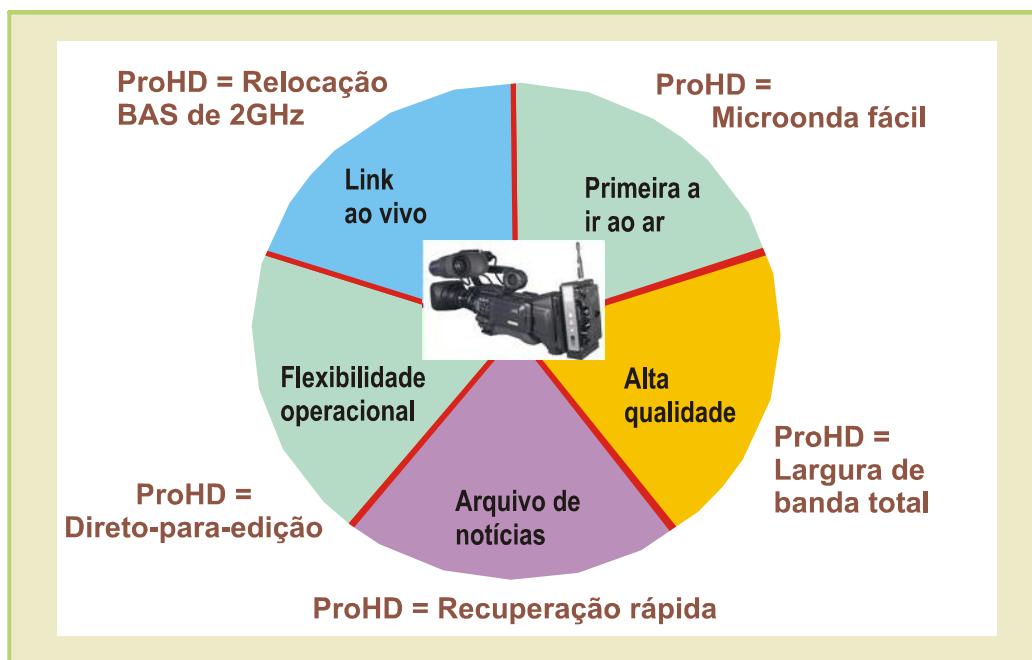 ProHD = Relocação
BAS de 2GHz
ProHD =
Microonda fácil
Link
ao vivo
Primeira a
ir ao ar
Flexibilidade
operacional
Alta
qualidade
ProHD =
Largura de
banda total
ProHD =
Direto-para-edição
Arquivo de
notícias
ProHD = Recuperação rápida